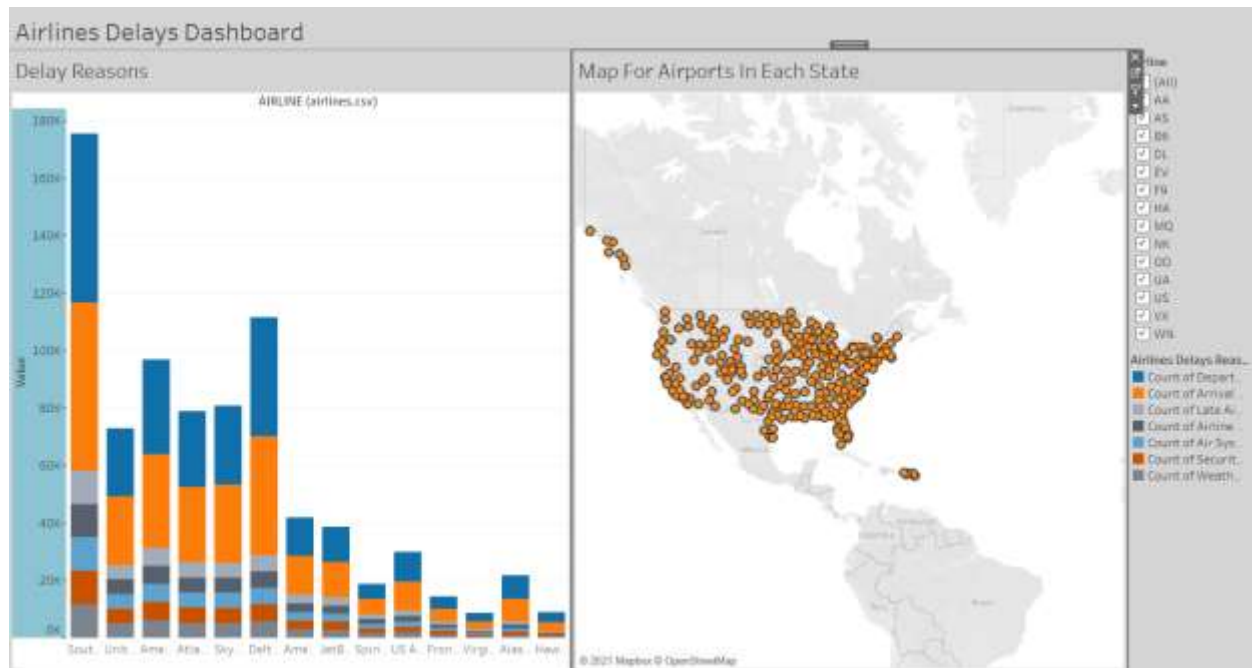 Airlines Delays Dashboard
Delay Reasons
AIRLINE (airlines.csv)
180K
160K
140K
120K
100K
80K
60K
40K
20K
0K
Value
Sout..
Unit..
Ame..
Atla..
Sky..
Delt..
Ame..
JetB..
Spiri..
US A..
Fron..
Virgi..
Alas..
Hawa..
Map For Airports In Each State
© 2021 Mapbox © OpenStreetMap
(All)
AA
AS
B6
DL
EV
F9
HA
MQ
NK
OO
UA
US
VX
WN
Airlines Delays Reas...
Count of Depart..
Count of Arrival..
Count of Late Ai..
Count of Airline..
Count of Air Sys..
Count of Securit..
Count of Weath..